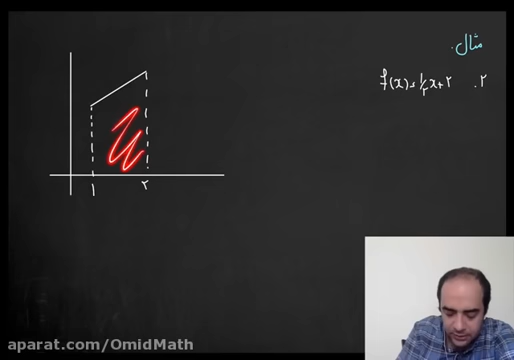 مثال.
۲. f(x) = ½x + ۲
۱ ۲
aparat.com/OmidMath